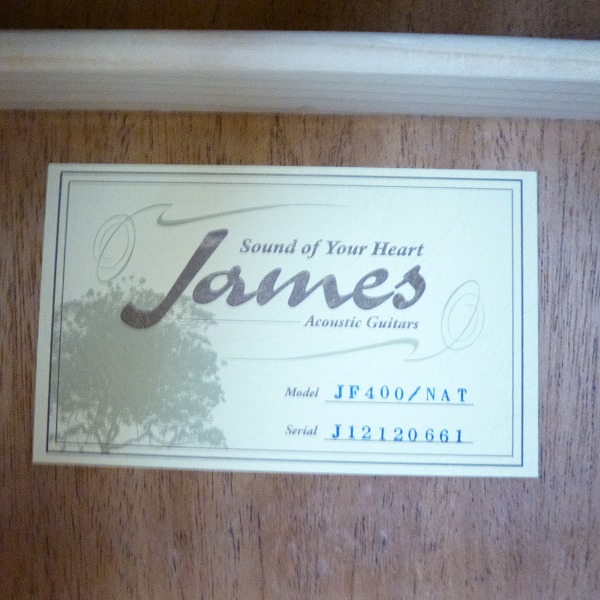 Sound of Your Heart
James
Acoustic Guitars
Model JF400/NAT
Serial J12120661